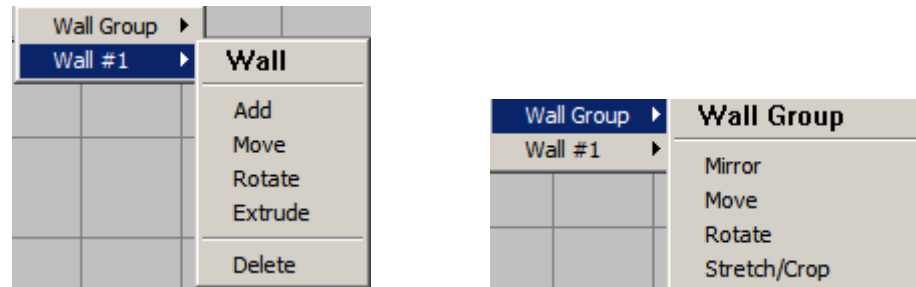 Wall Group
Wall #1
Wall
Add
Move
Rotate
Extrude
Delete
Wall Group
Wall #1
Wall Group
Mirror
Move
Rotate
Stretch/Crop